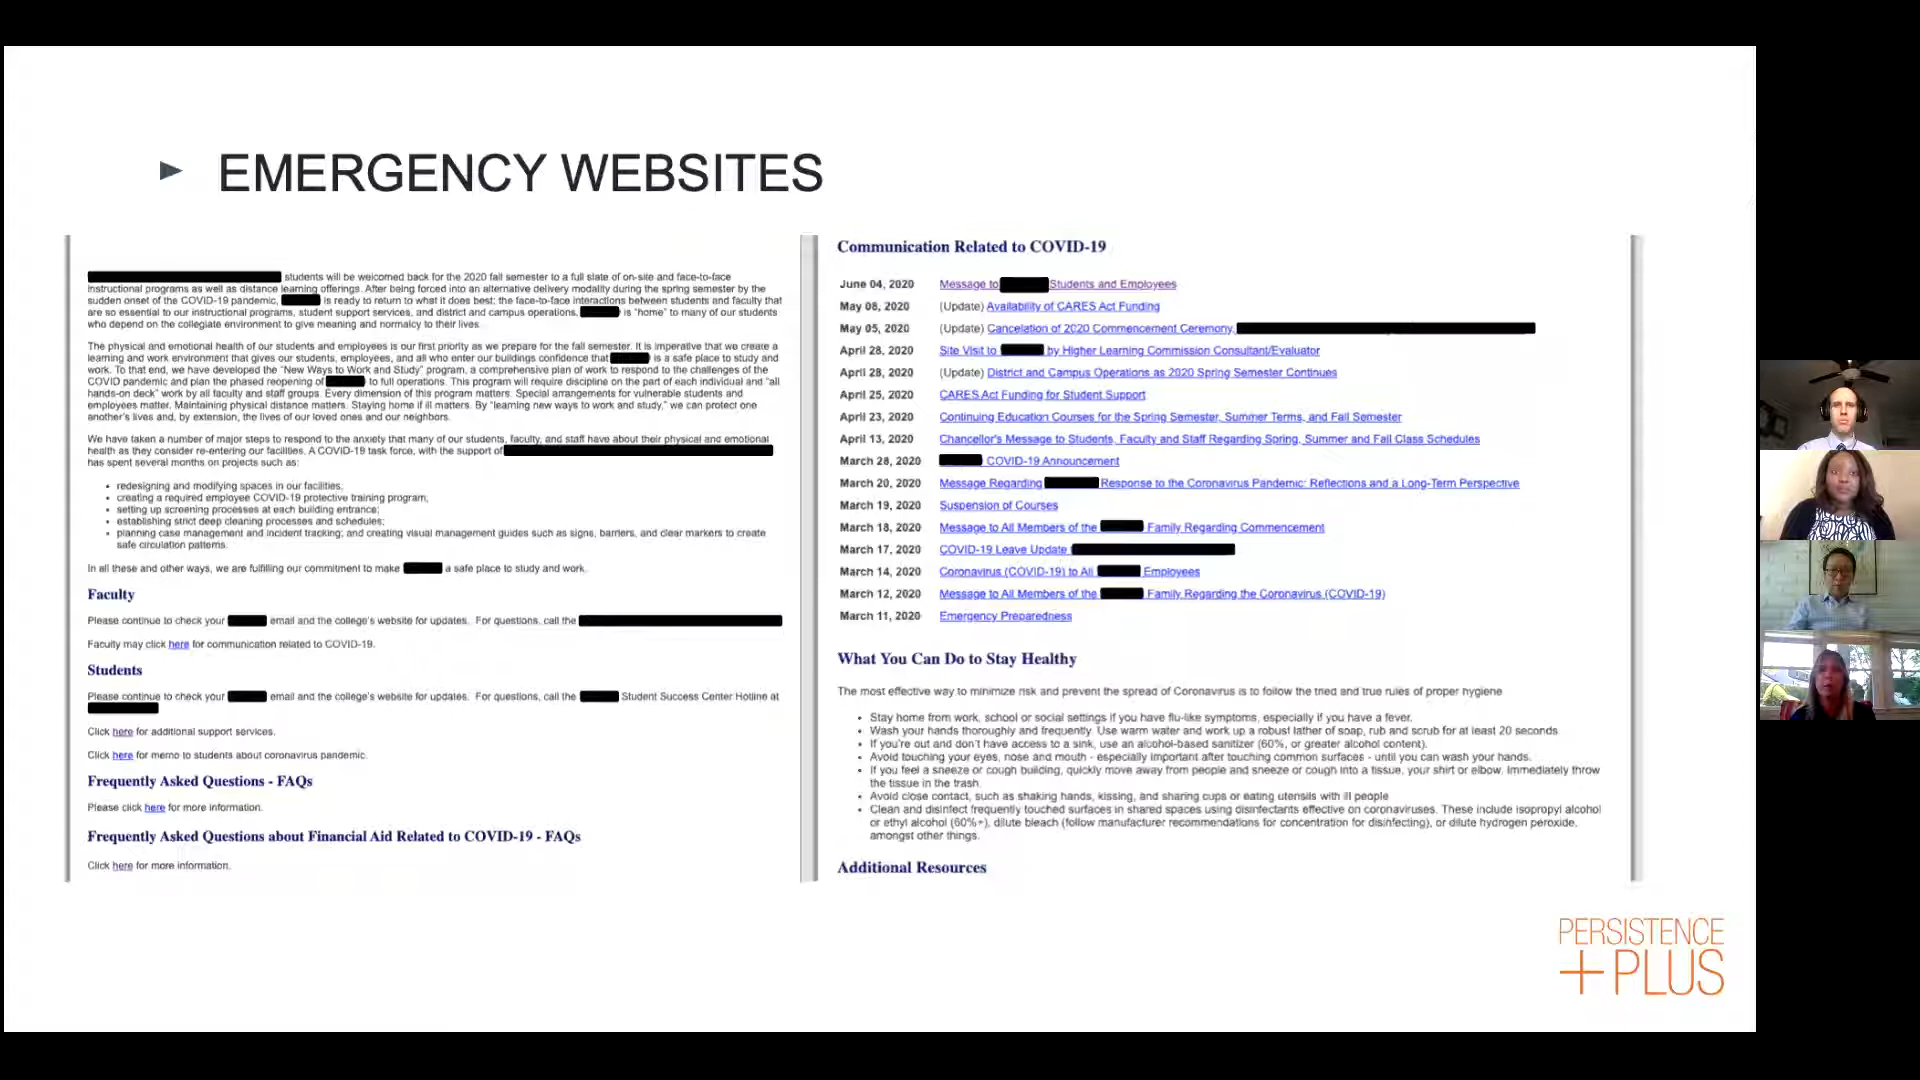 EMERGENCY WEBSITES
students will be welcomed back for the 2020 fall semester to a full slate of on-site and face-to-face
instructional programs as well as distance learning offerings. After being forced into an alternative delivery modality during the spring semester by the
sudden onset of the COVID-19 pandemic, is ready to return to what it does best: the face-to-face interactions between students and faculty that
are so essential to our instructional programs, student support services, and district and campus operations. is "home" to many of our students
who depend on the collegiate environment to give meaning and normalcy to their lives.
The physical and emotional health of our students and employees is our first priority as we prepare for the fall semester. It is imperative that we create a
learning and work environment that gives our students, employees, and all who enter our buildings confidence that is a safe place to study and
work. To that end, we have developed the "New Ways to Work and Study" program, a comprehensive plan of work to respond to the challenges of the
COVID pandemic and plan the phased reopening of to full operations. This program will require discipline on the part of each individual and "all
hands-on deck" work by all faculty and staff groups. Every dimension of this program matters. Special arrangements for vulnerable students and
employees matter. Maintaining physical distance matters. Staying home if ill matters. By "learning new ways to work and study," we can protect one
another's lives and, by extension, the lives of our loved ones and our neighbors.
We have taken a number of major steps to respond to the anxiety that many of our students, faculty, and staff have about their physical and emotional
health as they consider re-entering our facilities. A COVID-19 task force, with the support of
has spent several months on projects such as:
• redesigning and modifying spaces in our facilities;
• creating a required employee COVID-19 protective training program;
• setting up screening processes at each building entrance;
• establishing strict deep cleaning processes and schedules;
• planning case management and incident tracking; and creating visual management guides such as signs, barriers, and clear markers to create
safe circulation patterns.
In all these and other ways, we are fulfilling our commitment to make a safe place to study and work.
Faculty
Please continue to check your email and the college's website for updates. For questions, call the
Faculty may click here for communication related to COVID-19.
Students
Please continue to check your email and the college's website for updates. For questions, call the Student Success Center Hotline at
Click here for additional support services.
Click here for memo to students about coronavirus pandemic.
Frequently Asked Questions - FAQs
Please click here for more information.
Frequently Asked Questions about Financial Aid Related to COVID-19 - FAQs
Click here for more information.
Communication Related to COVID-19
June 04, 2020 Message to Students and Employees
May 08, 2020 (Update) Availability of CARES Act Funding
May 05, 2020 (Update) Cancelation of 2020 Commencement Ceremony,
April 28, 2020 Site Visit to by Higher Learning Commission Consultant/Evaluator
April 28, 2020 (Update) District and Campus Operations as 2020 Spring Semester Continues
April 25, 2020 CARES Act Funding for Student Support
April 23, 2020 Continuing Education Courses for the Spring Semester, Summer Terms, and Fall Semester
April 13, 2020 Chancellor's Message to Students, Faculty and Staff Regarding Spring, Summer and Fall Class Schedules
March 28, 2020 COVID-19 Announcement
March 20, 2020 Message Regarding Response to the Coronavirus Pandemic: Reflections and a Long-Term Perspective
March 19, 2020 Suspension of Courses
March 18, 2020 Message to All Members of the Family Regarding Commencement
March 17, 2020 COVID-19 Leave Update
March 14, 2020 Coronavirus (COVID-19) to All Employees
March 12, 2020 Message to All Members of the Family Regarding the Coronavirus (COVID-19)
March 11, 2020 Emergency Preparedness
What You Can Do to Stay Healthy
The most effective way to minimize risk and prevent the spread of Coronavirus is to follow the tried and true rules of proper hygiene
• Stay home from work, school or social settings if you have flu-like symptoms, especially if you have a fever.
• Wash your hands thoroughly and frequently. Use warm water and work up a robust lather of soap, rub and scrub for at least 20 seconds
• If you're out and don't have access to a sink, use an alcohol-based sanitizer (60%, or greater alcohol content).
• Avoid touching your eyes, nose and mouth - especially important after touching common surfaces - until you can wash your hands.
• If you feel a sneeze or cough building, quickly move away from people and sneeze or cough into a tissue, your shirt or elbow. Immediately throw
the tissue in the trash.
• Avoid close contact, such as shaking hands, kissing, and sharing cups or eating utensils with ill people
• Clean and disinfect frequently touched surfaces in shared spaces using disinfectants effective on coronaviruses. These include isopropyl alcohol
or ethyl alcohol (60%+), dilute bleach (follow manufacturer recommendations for concentration for disinfecting), or dilute hydrogen peroxide,
amongst other things.
Additional Resources
PERSISTENCE
+PLUS